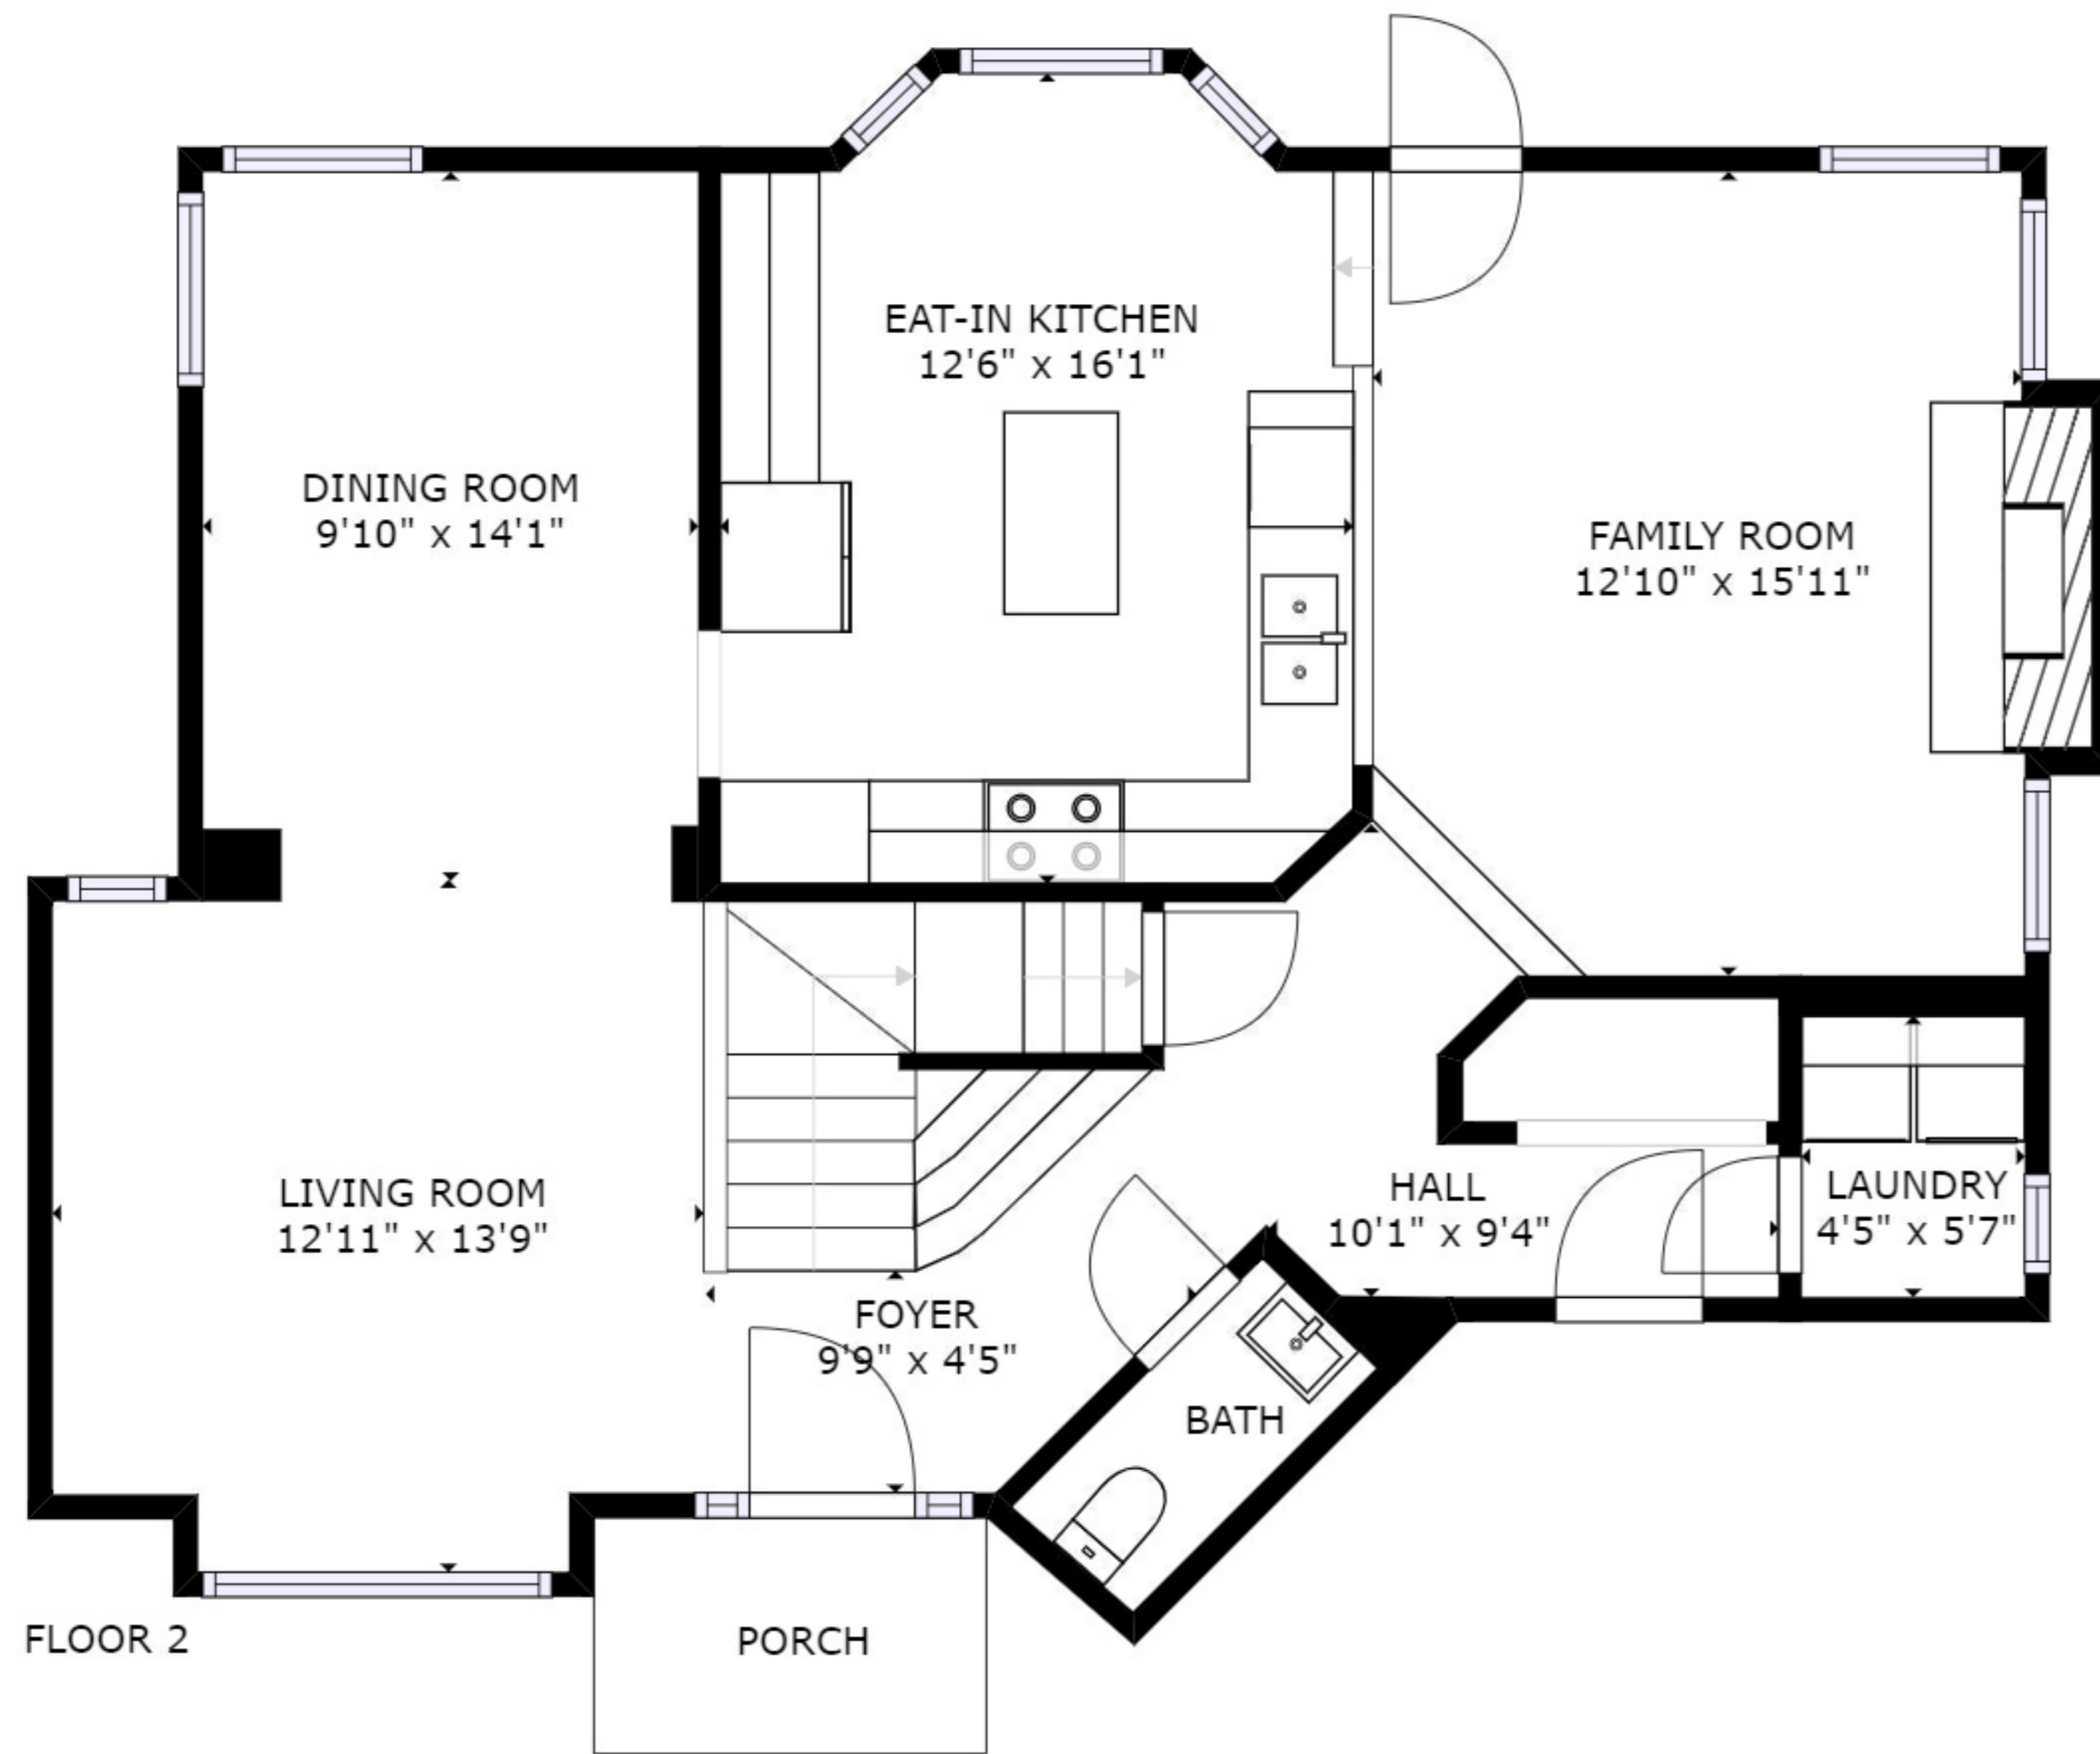 EAT-IN KITCHEN
12'6" x 16'1"
DINING ROOM
9'10" x 14'1"
FAMILY ROOM
12'10" x 15'11"
LIVING ROOM
12'11" x 13'9"
HALL
10'1" x 9'4"
LAUNDRY
4'5" x 5'7"
FOYER
9'9" x 4'5"
BATH
FLOOR 2
PORCH